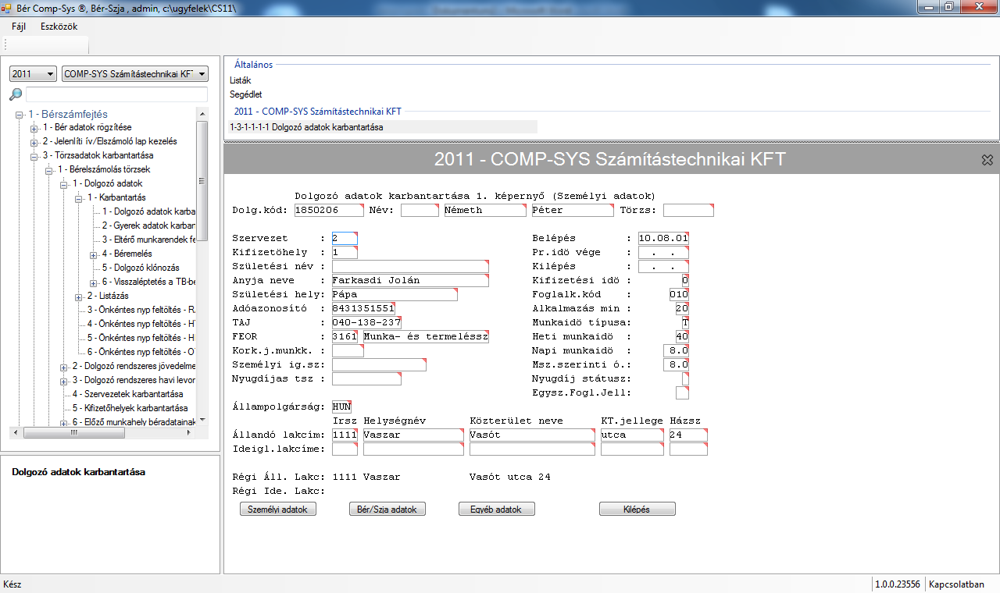 Bér Comp-Sys ®, Bér-Szja , admin, c:\ugyfelek\CS11\
Fájl Eszközök
2011 COMP-SYS Számítástechnikai KFT
1 - Bérszámfejtés
1 - Bér adatok rögzítése
2 - Jelenlíti ív/Elszámoló lap kezelés
3 - Törzsadatok karbantartása
1 - Bérelszámolás törzsek
1 - Dolgozó adatok
1 - Karbantartás
1 - Dolgozó adatok karba
2 - Gyerek adatok karban
3 - Eltérő munkarendek fe
4 - Béremelés
5 - Dolgozó klónozás
6 - Visszaléptetés a TB-be
2 - Listázás
3 - Önkéntes nyp feltöltés - R
4 - Önkéntes nyp feltöltés - H
5 - Önkéntes nyp feltöltés - H
6 - Önkéntes nyp feltöltés - O
2 - Dolgozó rendszeres jövedelme
3 - Dolgozó rendszeres havi levor
4 - Szervezetek karbantartása
5 - Kifizetőhelyek karbantartása
6 - Előző munkahely béradatainak
Dolgozó adatok karbantartása
Általános
Listák
Segédlet
2011 - COMP-SYS Számítástechnikai KFT
1-3-1-1-1-1 Dolgozó adatok karbantartása
2011 - COMP-SYS Számítástechnikai KFT
Dolgozó adatok karbantartása 1. képernyő (Személyi adatok)
Dolg.kód: 1850206 Név: Németh Péter Törzs:
Szervezet : 2 Belépés : 10.08.01
Kifizetőhely : 1 Pr.idő vége : . .
Születési név : Kilépés : . .
Anyja neve : Farkasdi Jolán Kifizetési idő : 0
Születési hely: Pápa Foglalk.kód : 010
Adóazonosító : 8431351551 Alkalmazás min : 20
TAJ : 040-138-237 Munkaidő típusa: T
FEOR : 3161 Munka- és termeléssz Heti munkaidő : 40
Kork.j.munkk. : Napi munkaidő : 8.0
Személyi ig.sz: Msz.szerinti ó.: 8.0
Nyugdíjas tsz : Nyugdíj státusz:
Egysz.Fogl.Jell:
Állampolgárság: HUN
Irsz Helységnév Közterület neve KT.jellege Házsz
Állandó lakcím: 1111 Vaszar Vasót utca 24
Ideigl.lakcíme:
Régi Áll. Lakc: 1111 Vaszar Vasót utca 24
Régi Ide. Lakc:
Személyi adatok Bér/Szja adatok Egyéb adatok Kilépés
Kész 1.0.0.23556 Kapcsolatban